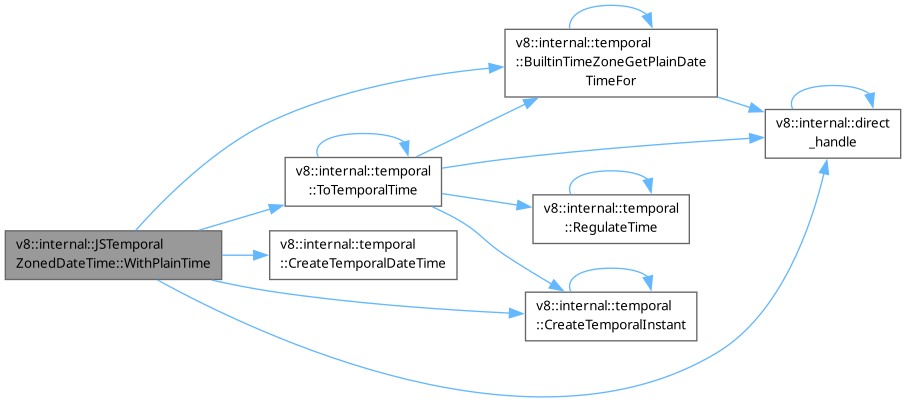 v8::internal::temporal
::BuiltinTimeZoneGetPlainDate
TimeFor
v8::internal::direct
_handle
v8::internal::temporal
::ToTemporalTime
v8::internal::temporal
::RegulateTime
v8::internal::JSTemporal
ZonedDateTime::WithPlainTime
v8::internal::temporal
::CreateTemporalDateTime
v8::internal::temporal
::CreateTemporalInstant